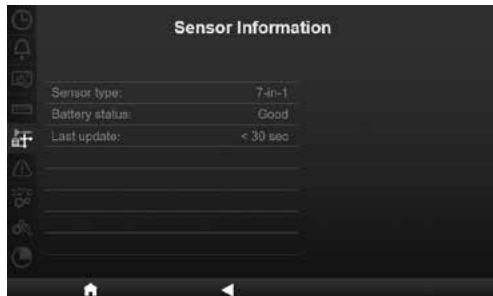 Sensor Information
Sensor type: 7-in-1
Battery status: Good
Last update: < 30 sec